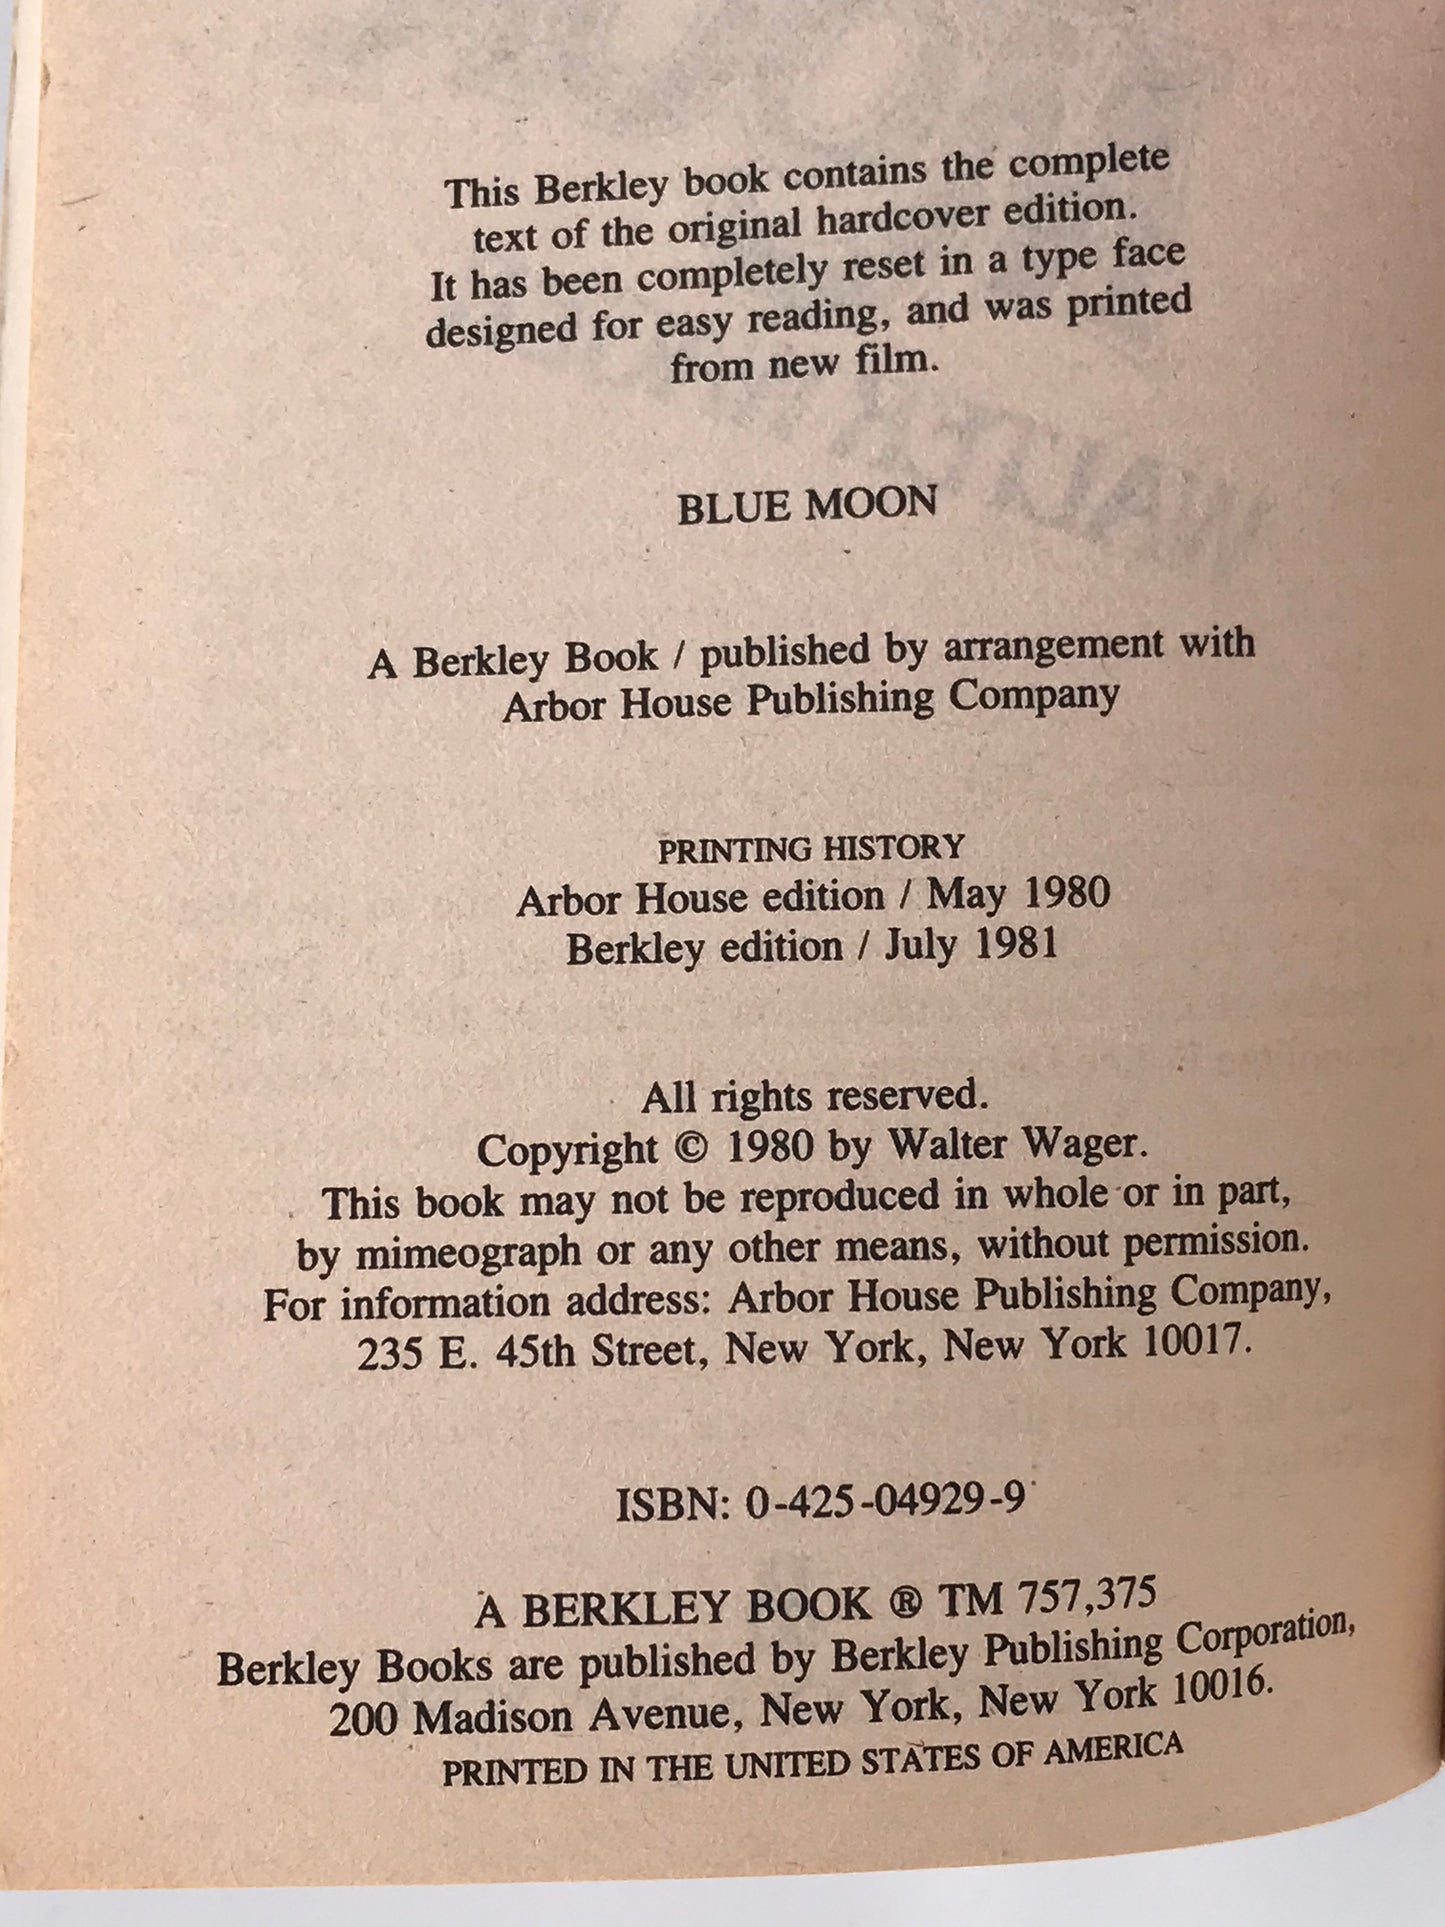 This Berkley book contains the complete
text of the original hardcover edition.
It has been completely reset in a type face
designed for easy reading, and was printed
from new film.
BLUE MOON
A Berkley Book / published by arrangement with
Arbor House Publishing Company
PRINTING HISTORY
Arbor House edition / May 1980
Berkley edition / July 1981
All rights reserved.
Copyright © 1980 by Walter Wager.
This book may not be reproduced in whole or in part,
by mimeograph or any other means, without permission.
For information address: Arbor House Publishing Company,
235 E. 45th Street, New York, New York 10017.
ISBN: 0-425-04929-9
A BERKLEY BOOK ® TM 757,375
Berkley Books are published by Berkley Publishing Corporation,
200 Madison Avenue, New York, New York 10016.
PRINTED IN THE UNITED STATES OF AMERICA